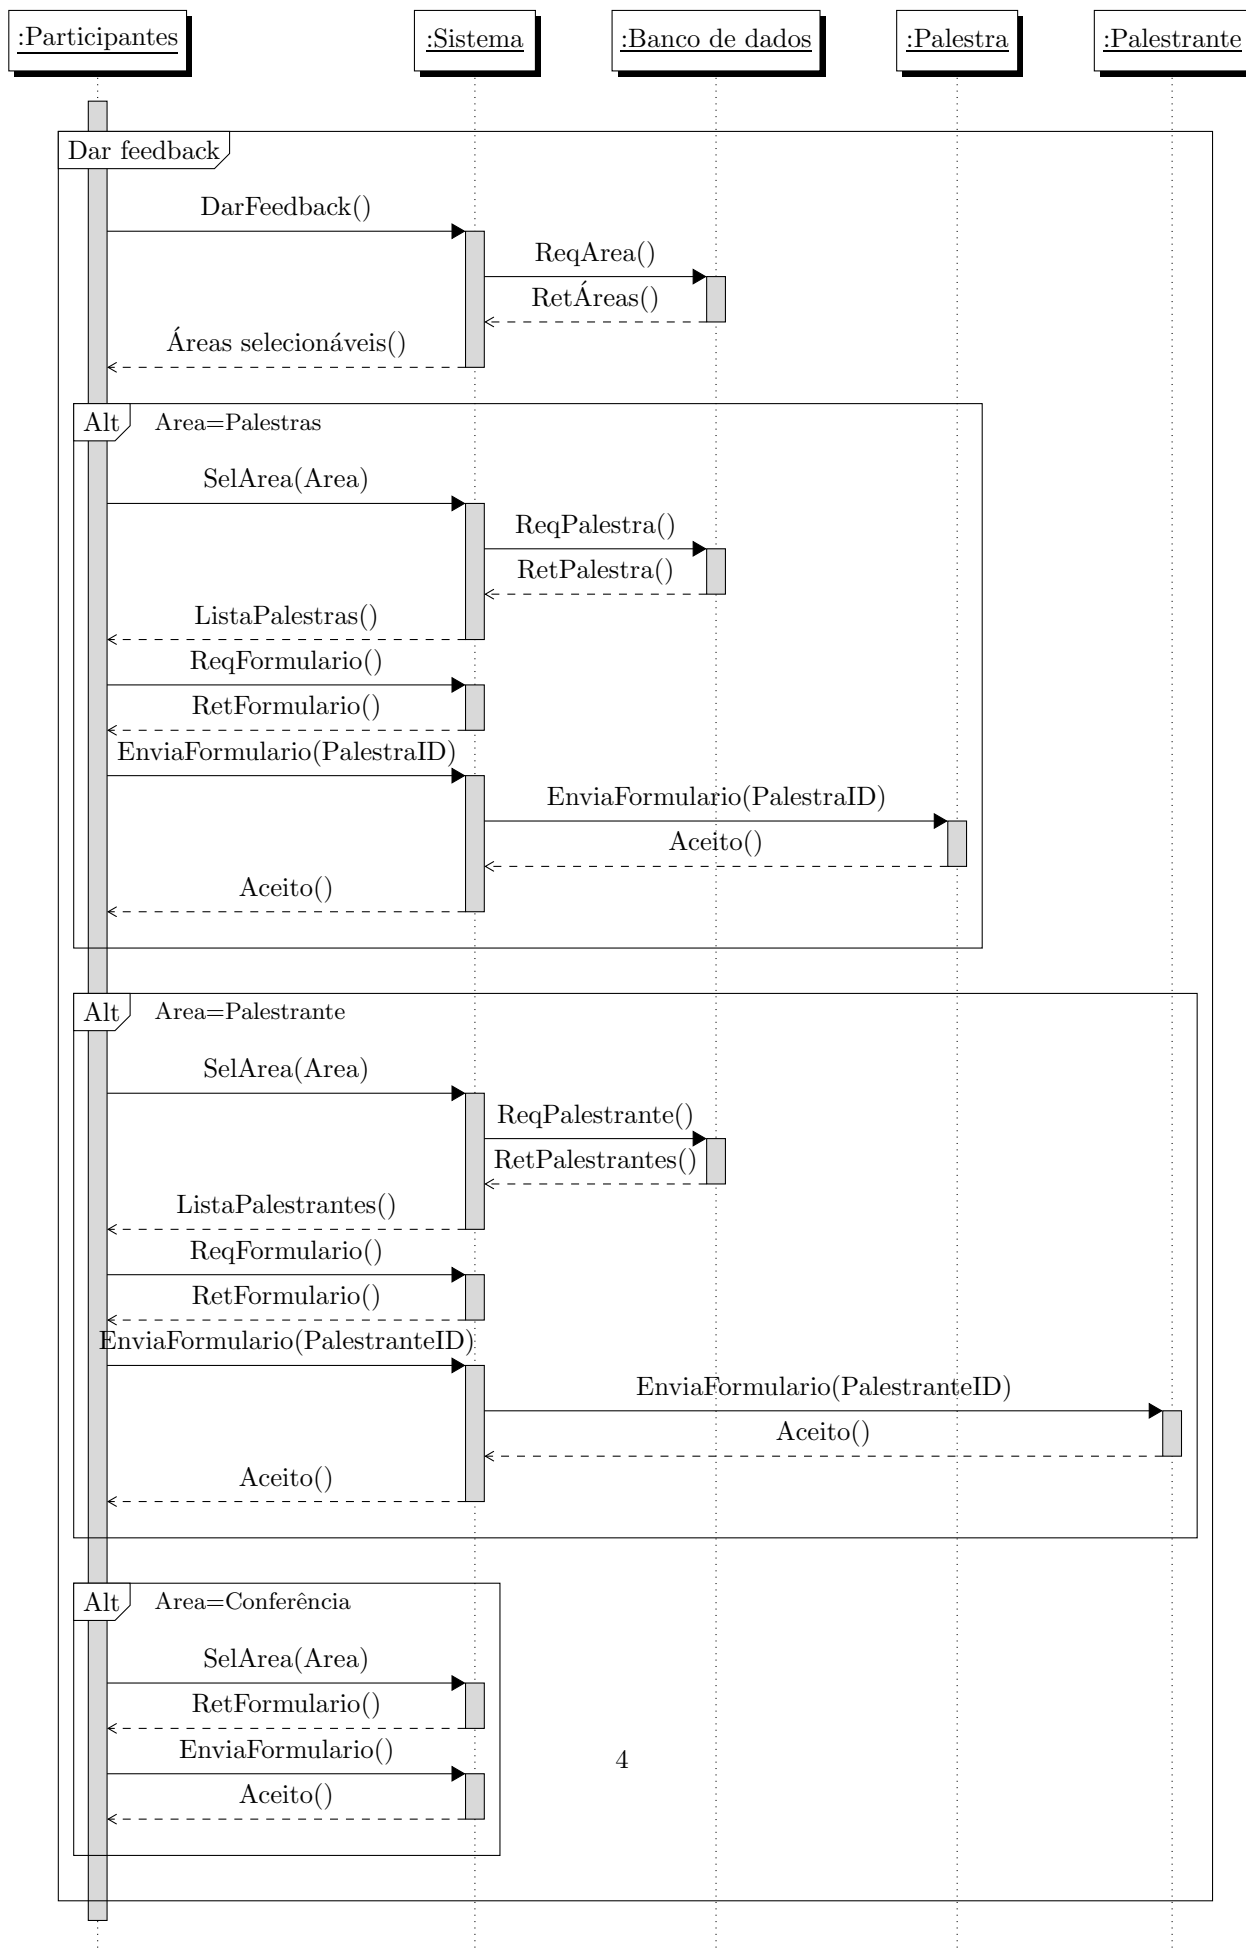 :Participantes
:Sistema
:Banco de dados
:Palestra
:Palestrante
Dar feedback
DarFeedback()
ReqArea()
RetÁreas()
Áreas selecionáveis()
Alt
Area=Palestras
SelArea(Area)
ReqPalestra()
RetPalestra()
ListaPalestras()
ReqFormulario()
RetFormulario()
EnviaFormulario(PalestraID)
EnviaFormulario(PalestraID)
Aceito()
Aceito()
Alt
Area=Palestrante
SelArea(Area)
ReqPalestrante()
RetPalestrantes()
ListaPalestrantes()
ReqFormulario()
RetFormulario()
EnviaFormulario(PalestranteID)
EnviaFormulario(PalestranteID)
Aceito()
Aceito()
Alt
Area=Conferência
SelArea(Area)
RetFormulario()
EnviaFormulario()
4
Aceito()